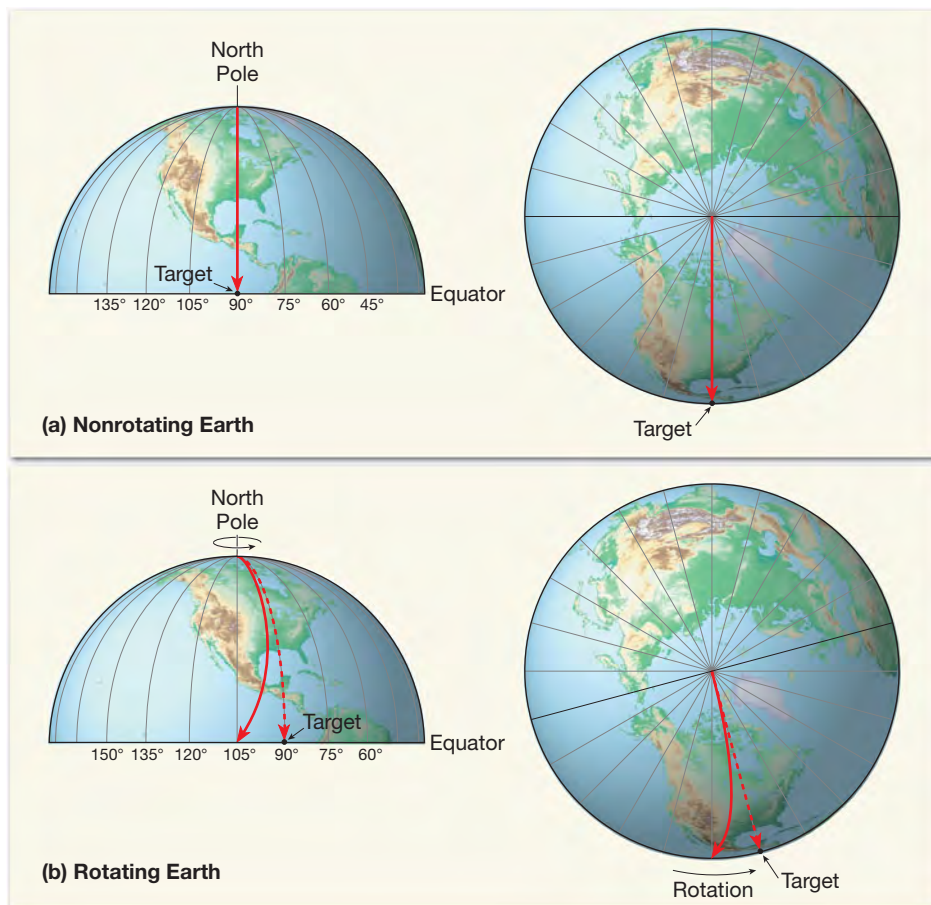 North
Pole
Target
Equator
135° 120° 105° 90° 75° 60° 45°
(a) Nonrotating Earth
Target
North
Pole
Target
Equator
150° 135° 120° 105° 90° 75° 60°
(b) Rotating Earth
Rotation
Target